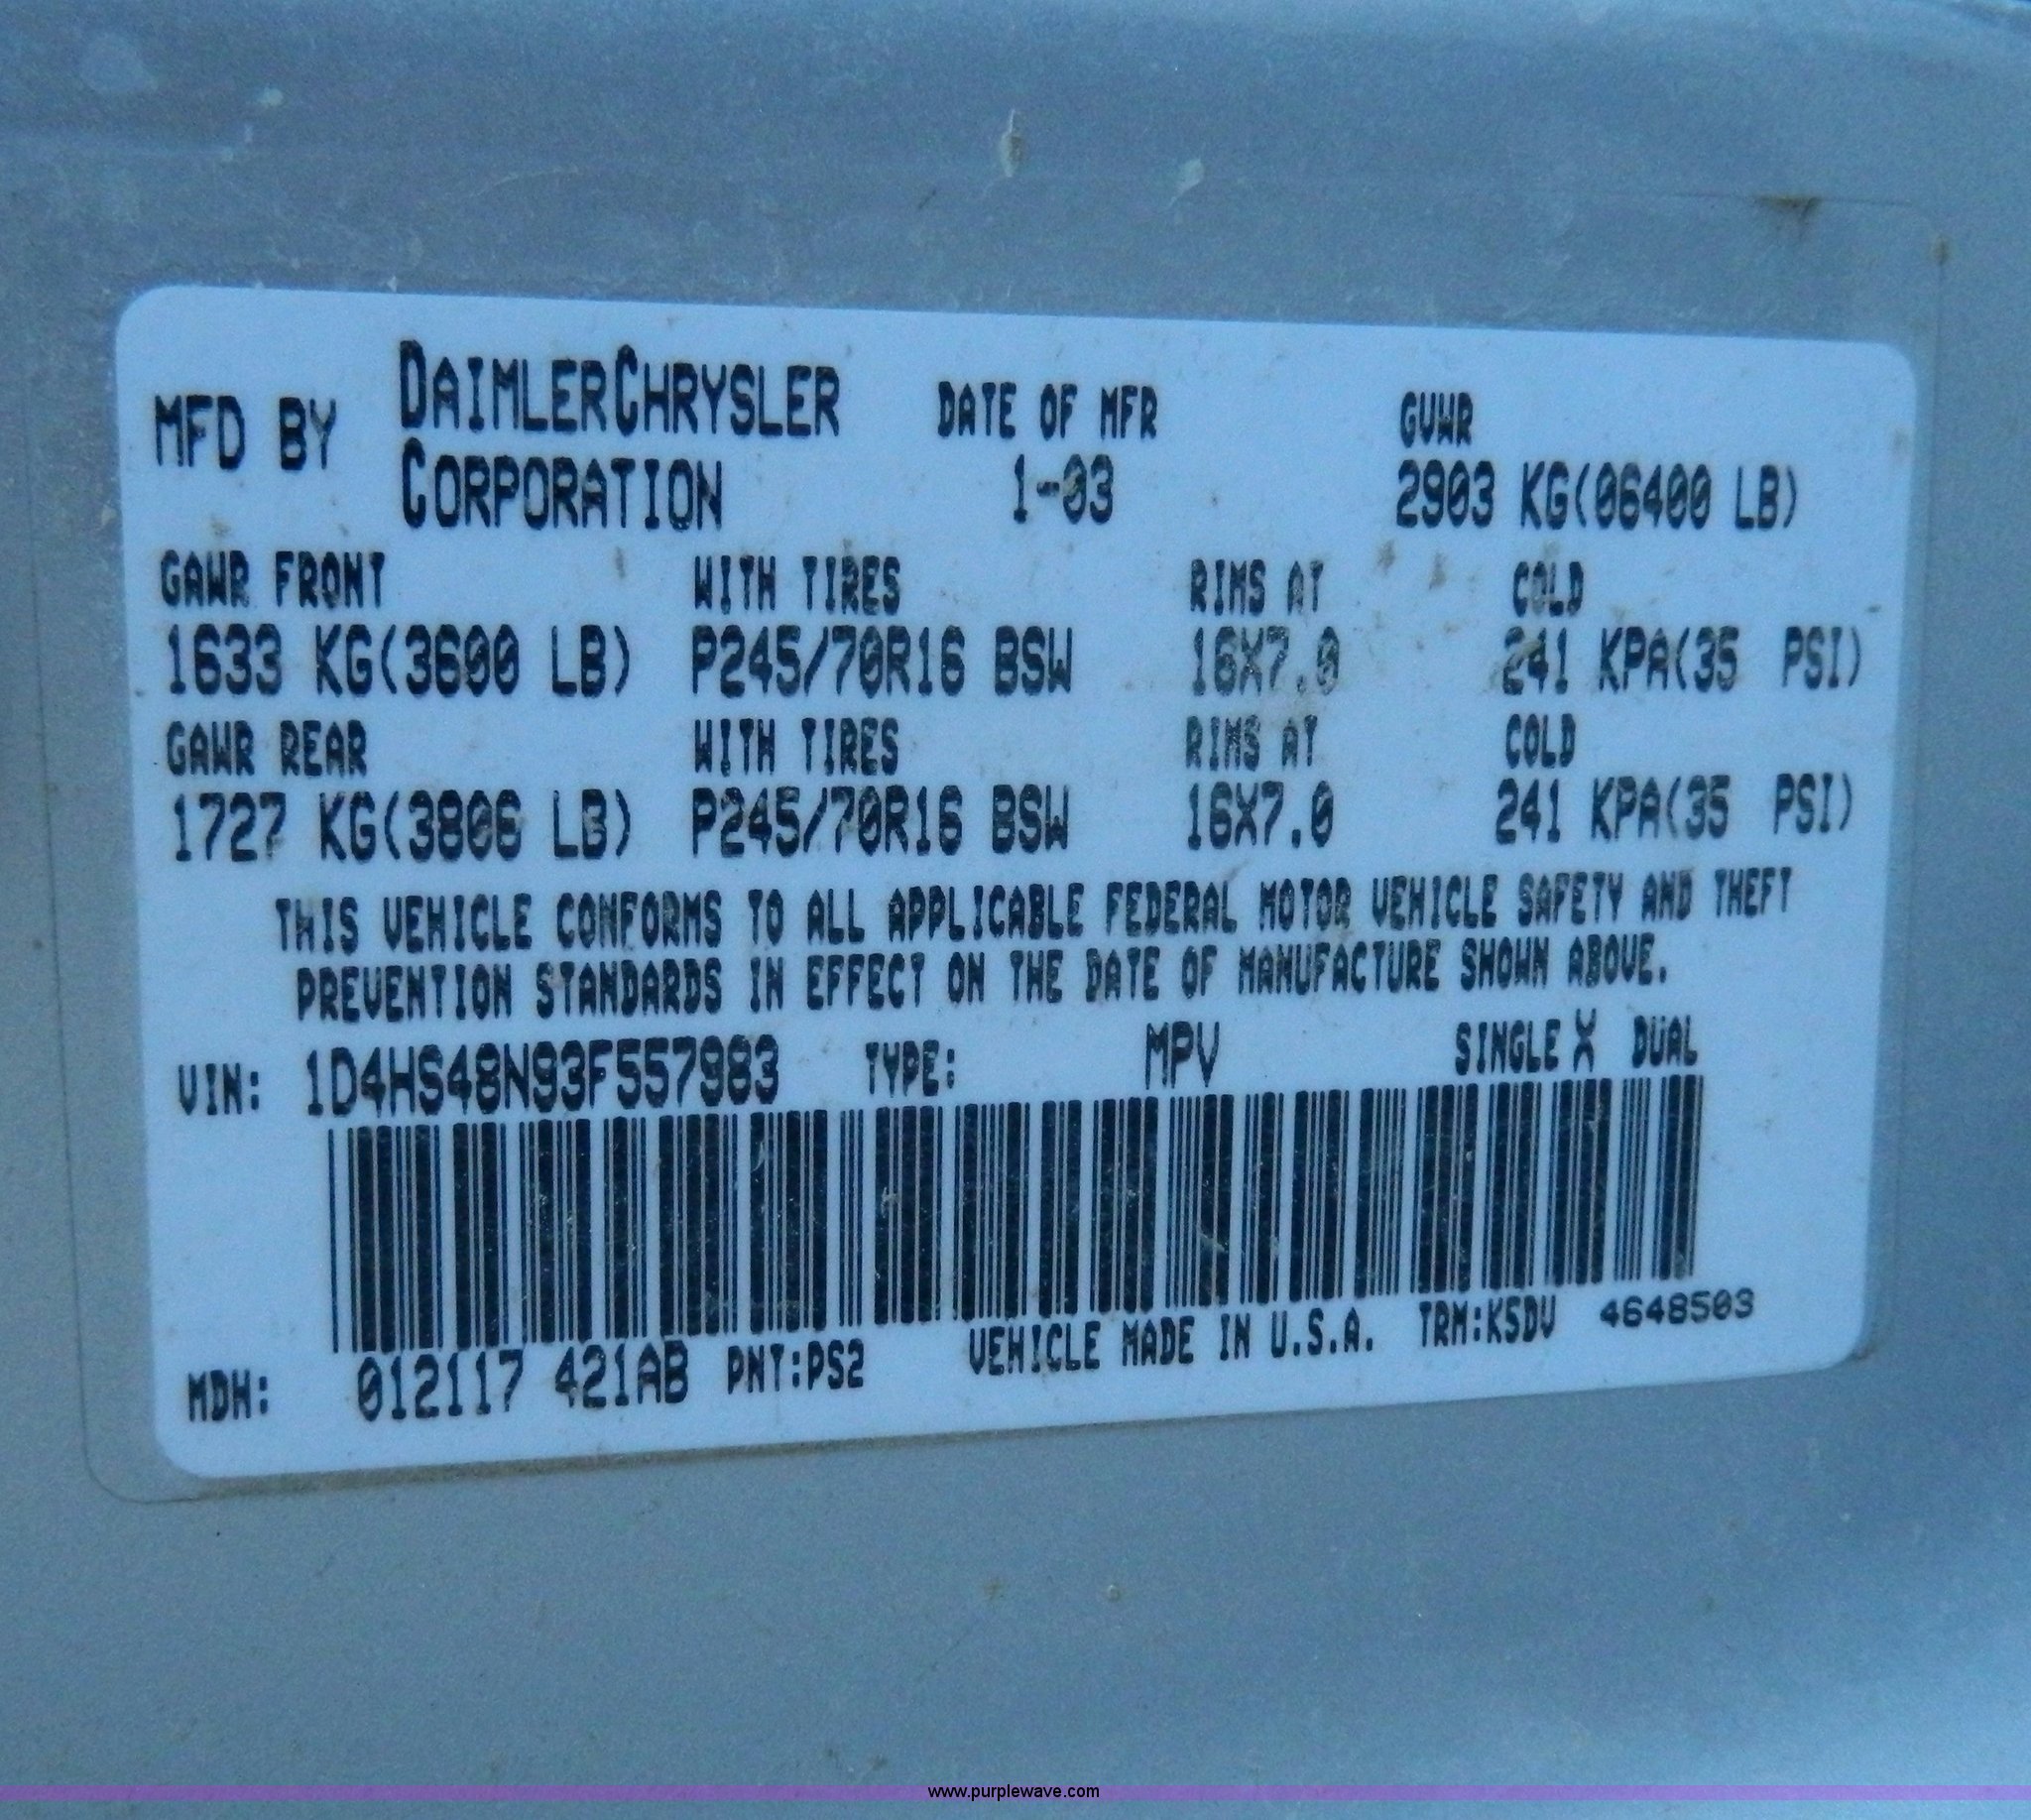 MFD BY DAIMLERCHRYSLER CORPORATION DATE OF MFR GVWR
1-03 2903 KG(06400 LB)
GAWR FRONT WITH TIRES RIMS AT COLD
1633 KG(3600 LB) P245/70R16 BSW 16X7.0 241 KPA(35 PSI)
GAWR REAR WITH TIRES RIMS AT COLD
1727 KG(3806 LB) P245/70R16 BSW 16X7.0 241 KPA(35 PSI)
THIS VEHICLE CONFORMS TO ALL APPLICABLE FEDERAL MOTOR VEHICLE SAFETY AND THEFT
PREVENTION STANDARDS IN EFFECT ON THE DATE OF MANUFACTURE SHOWN ABOVE.
VIN: 1D4HS48N93F557983 TYPE: MPV SINGLE X DUAL
MDH: 012117 421AB PNT:PS2 VEHICLE MADE IN U.S.A. TRM:K5DV 4648503
www.purplewave.com